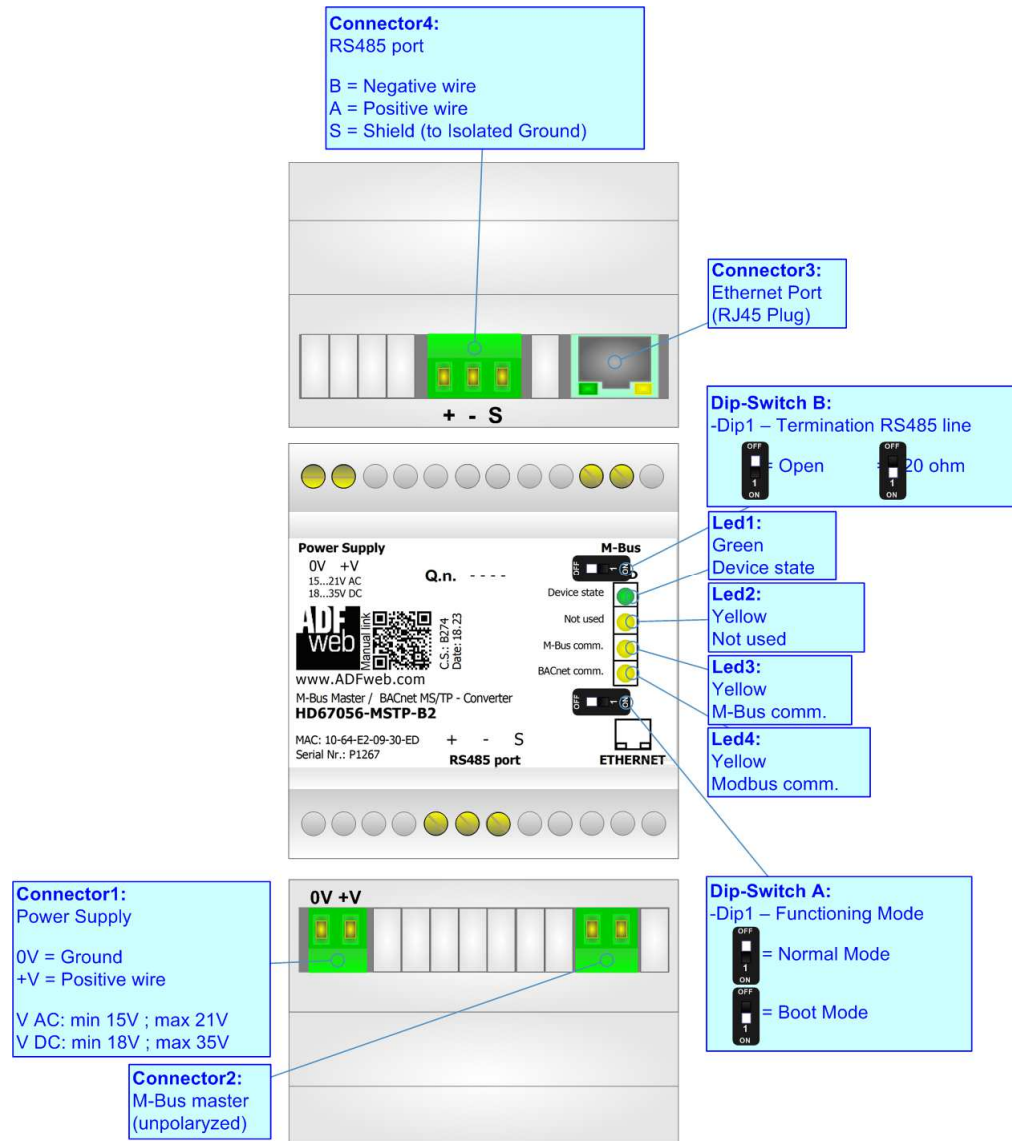 Connector4:
RS485 port
B = Negative wire
A = Positive wire
S = Shield (to Isolated Ground)
Connector3:
Ethernet Port
(RJ45 Plug)
+ - S
Dip-Switch B:
-Dip1 – Termination RS485 line
OFF
1
ON
= Open
OFF
1
ON
20 ohm
Led1:
Green
Device state
Led2:
Yellow
Not used
Led3:
Yellow
M-Bus comm.
Led4:
Yellow
Modbus comm.
Power Supply
0V +V
15...21V AC
18...35V DC
Q.n. - - - -
M-Bus
OFF
1
ON
Device state
Not used
M-Bus comm.
BACnet comm.
OFF
1
ON
ADF
web
Manual link
C.S.: B274
Date: 18.23
www.ADFweb.com
M-Bus Master / BACnet MS/TP - Converter
HD67056-MSTP-B2
MAC: 10-64-E2-09-30-ED
Serial Nr.: P1267
+ - S
RS485 port
ETHERNET
Connector1:
Power Supply
0V = Ground
+V = Positive wire
V AC: min 15V ; max 21V
V DC: min 18V ; max 35V
0V +V
Connector2:
M-Bus master
(unpolaryzed)
Dip-Switch A:
-Dip1 – Functioning Mode
OFF
1
ON
= Normal Mode
OFF
1
ON
= Boot Mode